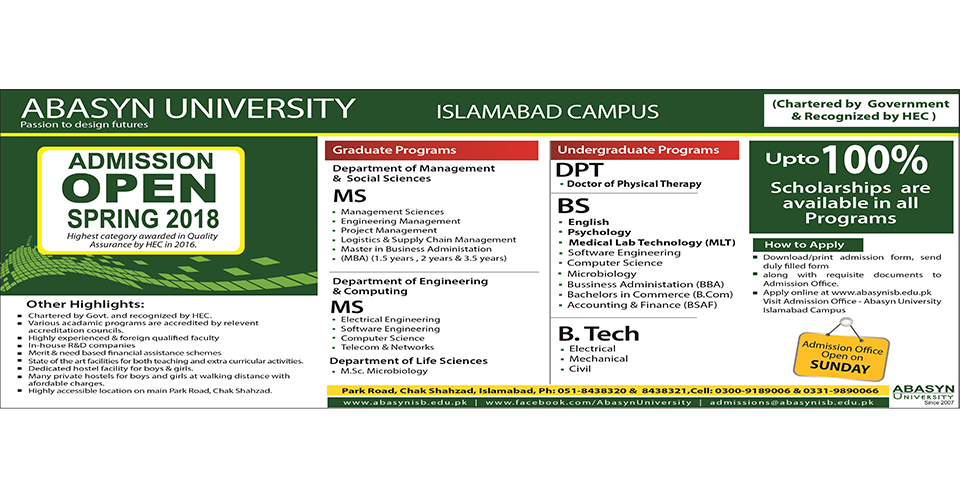 ABASYN UNIVERSITY
Passion to design futures
ISLAMABAD CAMPUS
(Chartered by Government
& Recognized by HEC )
ADMISSION
OPEN
SPRING 2018
Highest category awarded in Quality
Assurance by HEC in 2016.
Other Highlights:
Chartered by Govt. and recognized by HEC.
Various acadamic programs are accredited by relevent
accreditation councils.
Highly experienced & foreign qualified faculty
In-house R&D companies
Merit & need based financial assistance schemes
State of the art facilities for both teaching and extra curricular activities.
Dedicated hostel facility for boys & girls.
Many private hostels for boys and girls at walking distance with
afordable charges.
Highly accessible location on main Park Road, Chak Shahzad.
Graduate Programs
Department of Management
& Social Sciences
MS
Management Sciences
Engineering Management
Project Management
Logistics & Supply Chain Management
Master in Business Administation
(MBA) (1.5 years , 2 years & 3.5 years)
Department of Engineering
& Computing
MS
Electrical Engineering
Software Engineering
Computer Science
Telecom & Networks
Department of Life Sciences
M.Sc. Microbiology
Undergraduate Programs
DPT
Doctor of Physical Therapy
BS
English
Psychology
Medical Lab Technology (MLT)
Software Engineering
Computer Science
Microbiology
Bussiness Administation (BBA)
Bachelors in Commerce (B.Com)
Accounting & Finance (BSAF)
B. Tech
Electrical
Mechanical
Civil
Upto 100%
Scholarships are
available in all
Programs
How to Apply
Download/print admission form, send
duly filled form
along with requisite documents to
Admission Office.
Apply online at www.abasynisb.edu.pk
Visit Admission Office - Abasyn University
Islamabad Campus
Admission Office
Open on
SUNDAY
Park Road, Chak Shahzad, Islamabad, Ph: 051-8438320 & 8438321,Cell: 0300-9189006 & 0331-9890066
www.abasynisb.edu.pk | www.facebook.com/AbasynUniversity | admissions@abasynisb.edu.pk
ABASYN
UNIVERSITY
Since 2007